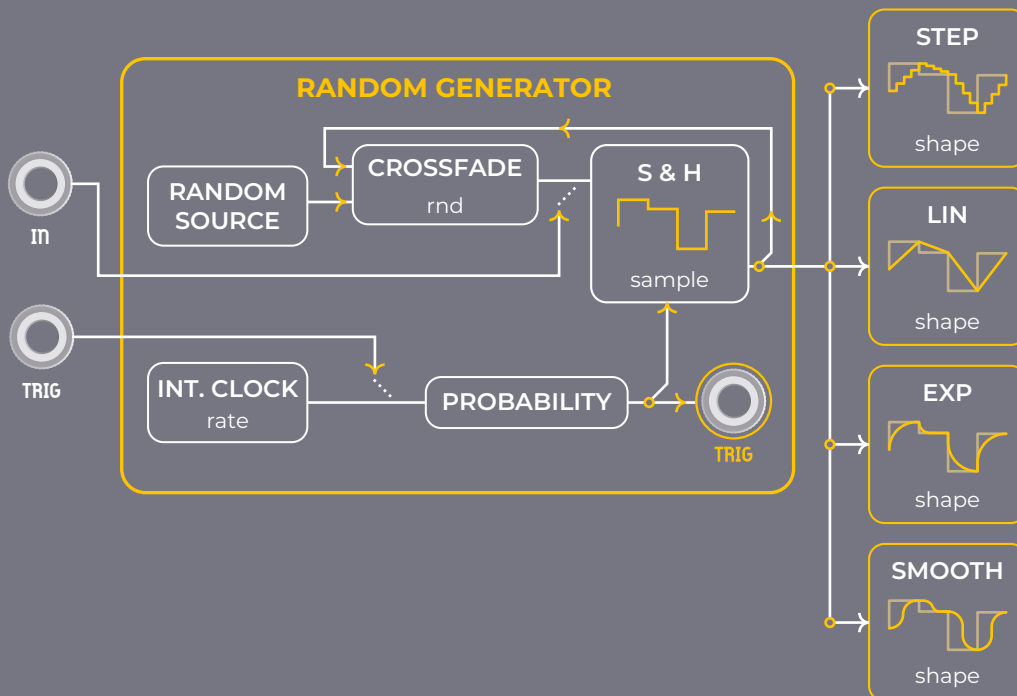 STEP
shape
RANDOM GENERATOR
CROSSFADE
rnd
S & H
sample
RANDOM
SOURCE
IN
LIN
shape
TRIG
INT. CLOCK
rate
PROBABILITY
TRIG
EXP
shape
SMOOTH
shape